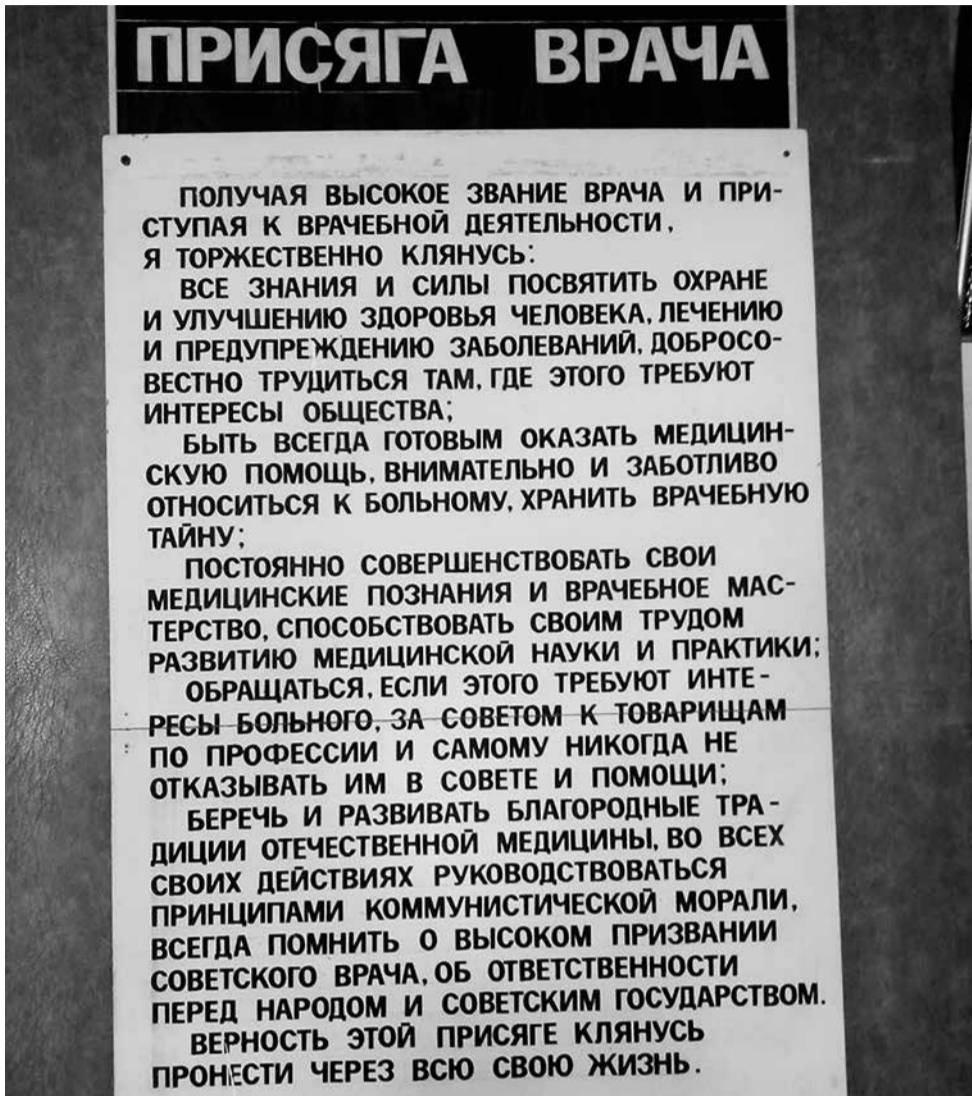 ПРИСЯГА ВРАЧА
ПОЛУЧАЯ ВЫСОКОЕ ЗВАНИЕ ВРАЧА И ПРИ-
СТУПАЯ К ВРАЧЕБНОЙ ДЕЯТЕЛЬНОСТИ,
Я ТОРЖЕСТВЕННО КЛЯНУСЬ:
ВСЕ ЗНАНИЯ И СИЛЫ ПОСВЯТИТЬ ОХРАНЕ
И УЛУЧШЕНИЮ ЗДОРОВЬЯ ЧЕЛОВЕКА, ЛЕЧЕНИЮ
И ПРЕДУПРЕЖДЕНИЮ ЗАБОЛЕВАНИЙ, ДОБРОСО-
ВЕСТНО ТРУДИТЬСЯ ТАМ, ГДЕ ЭТОГО ТРЕБУЮТ
ИНТЕРЕСЫ ОБЩЕСТВА;
БЫТЬ ВСЕГДА ГОТОВЫМ ОКАЗАТЬ МЕДИЦИН-
СКУЮ ПОМОЩЬ, ВНИМАТЕЛЬНО И ЗАБОТЛИВО
ОТНОСИТЬСЯ К БОЛЬНОМУ, ХРАНИТЬ ВРАЧЕБНУЮ
ТАЙНУ;
ПОСТОЯННО СОВЕРШЕНСТВОВАТЬ СВОИ
МЕДИЦИНСКИЕ ПОЗНАНИЯ И ВРАЧЕБНОЕ МАС-
ТЕРСТВО, СПОСОБСТВОВАТЬ СВОИМ ТРУДОМ
РАЗВИТИЮ МЕДИЦИНСКОЙ НАУКИ И ПРАКТИКИ;
ОБРАЩАТЬСЯ, ЕСЛИ ЭТОГО ТРЕБУЮТ ИНТЕ-
РЕСЫ БОЛЬНОГО, ЗА СОВЕТОМ К ТОВАРИЩАМ
ПО ПРОФЕССИИ И САМОМУ НИКОГДА НЕ
ОТКАЗЫВАТЬ ИМ В СОВЕТЕ И ПОМОЩИ;
БЕРЕЧЬ И РАЗВИВАТЬ БЛАГОРОДНЫЕ ТРА-
ДИЦИИ ОТЕЧЕСТВЕННОЙ МЕДИЦИНЫ, ВО ВСЕХ
СВОИХ ДЕЙСТВИЯХ РУКОВОДСТВОВАТЬСЯ
ПРИНЦИПАМИ КОММУНИСТИЧЕСКОЙ МОРАЛИ,
ВСЕГДА ПОМНИТЬ О ВЫСОКОМ ПРИЗВАНИИ
СОВЕТСКОГО ВРАЧА, ОБ ОТВЕТСТВЕННОСТИ
ПЕРЕД НАРОДОМ И СОВЕТСКИМ ГОСУДАРСТВОМ.
ВЕРНОСТЬ ЭТОЙ ПРИСЯГЕ КЛЯНУСЬ
ПРОНЕСТИ ЧЕРЕЗ ВСЮ СВОЮ ЖИЗНЬ.